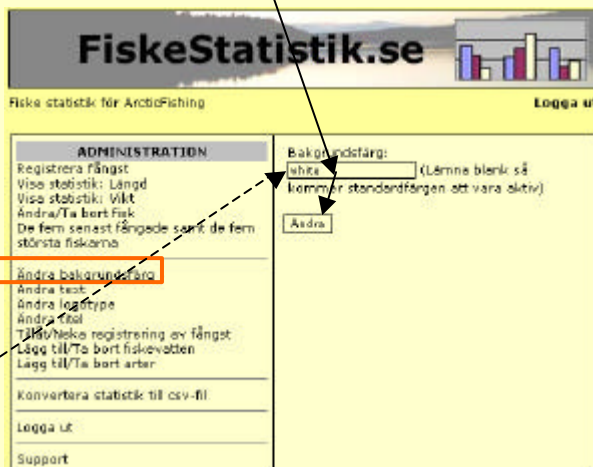 FiskeStatistik.se
Fiske statistik för ArcticFishing
Logga ut
ADMINISTRATION
Registrera fångst
Visa statistik: Längd
Visa statistik: Vikt
Ändra/Ta bort fisk
De fem senast fångade samt de fem
största fiskarna
Ändra bakgrundsfärg
Ändra text
Ändra logotype
Ändra titel
Tillåt/Neka registrering av fångst
Lägg till/Ta bort fiskevatten
Lägg till/Ta bort arter
Konvertera statistik till csv-fil
Logga ut
Support
Bakgrundsfärg:
white (Lämna blank så
kommer standardfärgen att vara aktiv)
Ändra